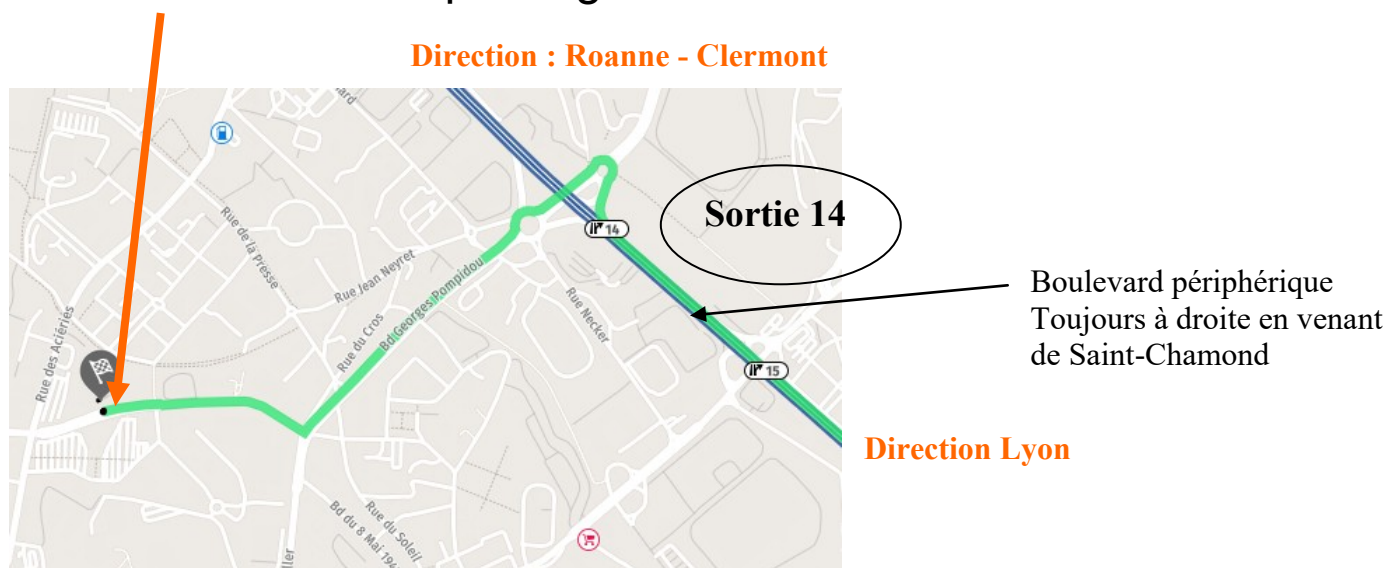 Direction : Roanne - Clermont
Rue de la Presse
14
Sortie 14
Rue Jean Neyret
Bd Georges Pompidou
Rue Necker
Boulevard périphérique
Toujours à droite en venant
de Saint-Chamond
Rue du Cros
Rue des Aciéries
15
Direction Lyon
Rue du Soleil
Bd du 8 Mai 194